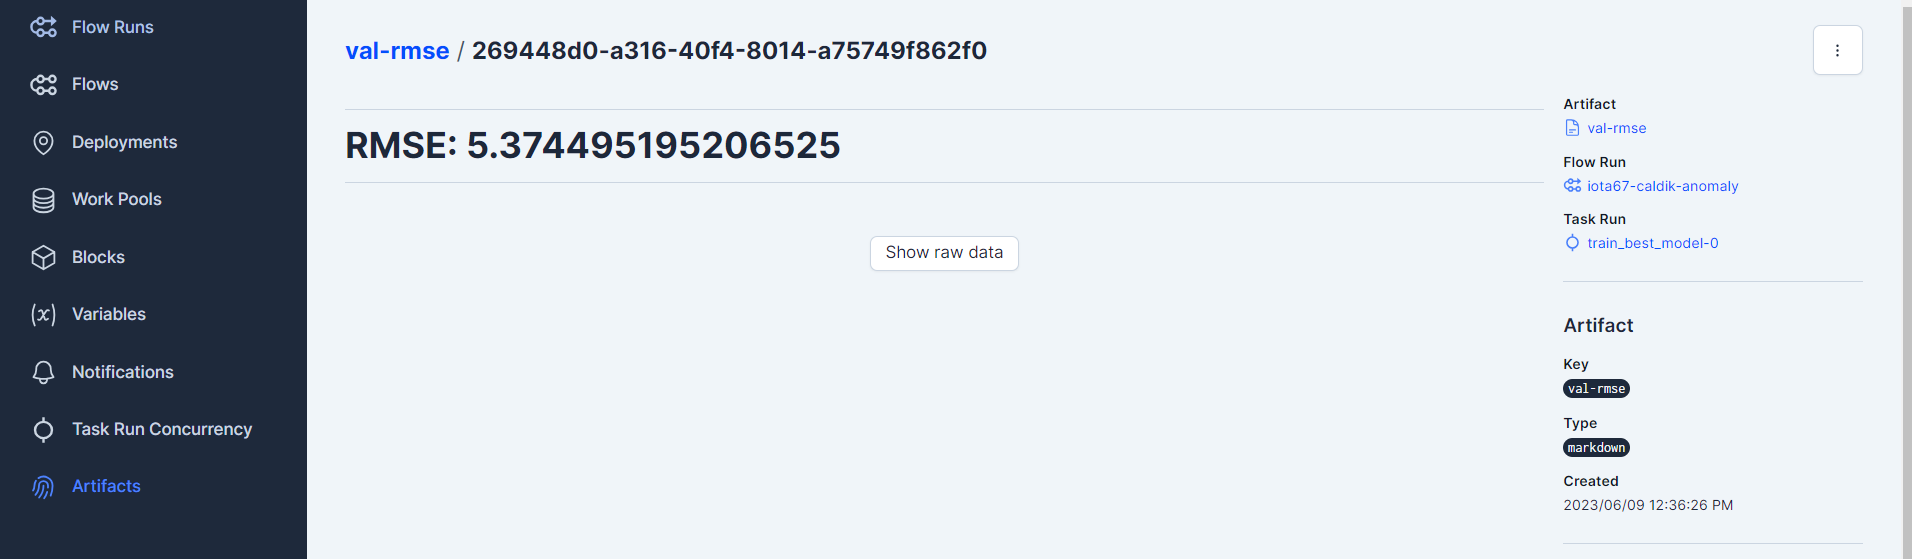 Flow Runs
Flows
Deployments
Work Pools
Blocks
(x) Variables
Notifications
Task Run Concurrency
Artifacts
val-rmse / 269448d0-a316-40f4-8014-a75749f862f0
RMSE: 5.374495195206525
Show raw data
Artifact
val-rmse
Flow Run
iota67-caldik-anomaly
Task Run
train_best_model-0
Artifact
Key
val-rmse
Type
markdown
Created
2023/06/09 12:36:26 PM